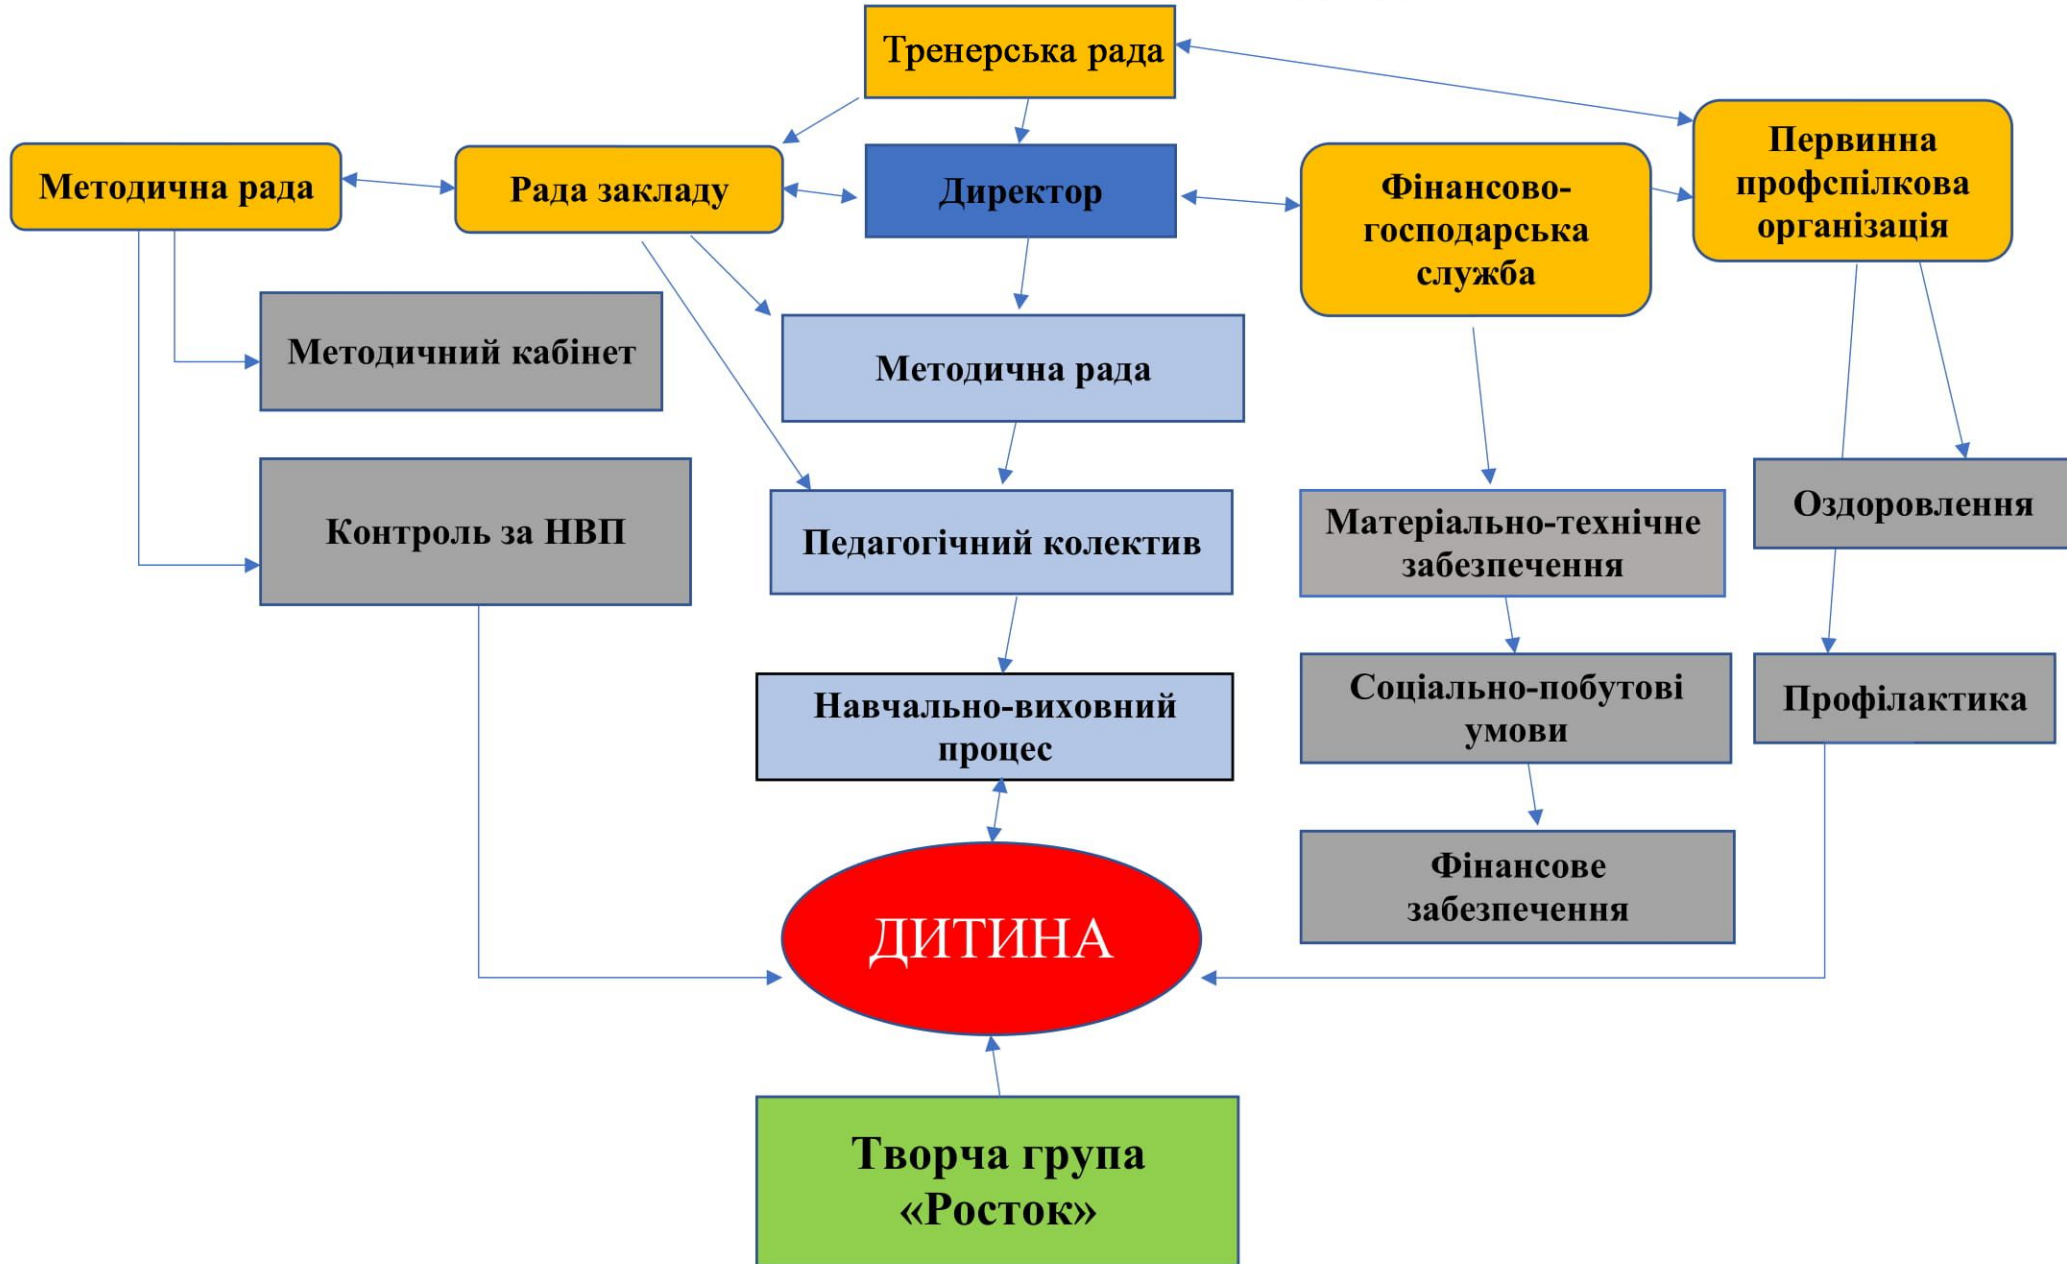 Тренерська рада
Методична рада
Рада закладу
Директор
Фінансово-
господарська
служба
Первинна
профспілкова
організація
Методичний кабінет
Методична рада
Контроль за НВП
Педагогічний колектив
Матеріально-технічне
забезпечення
Оздоровлення
Навчально-виховний
процес
Соціально-побутові
умови
Профілактика
Фінансове
забезпечення
ДИТИНА
Творча група
«Росток»